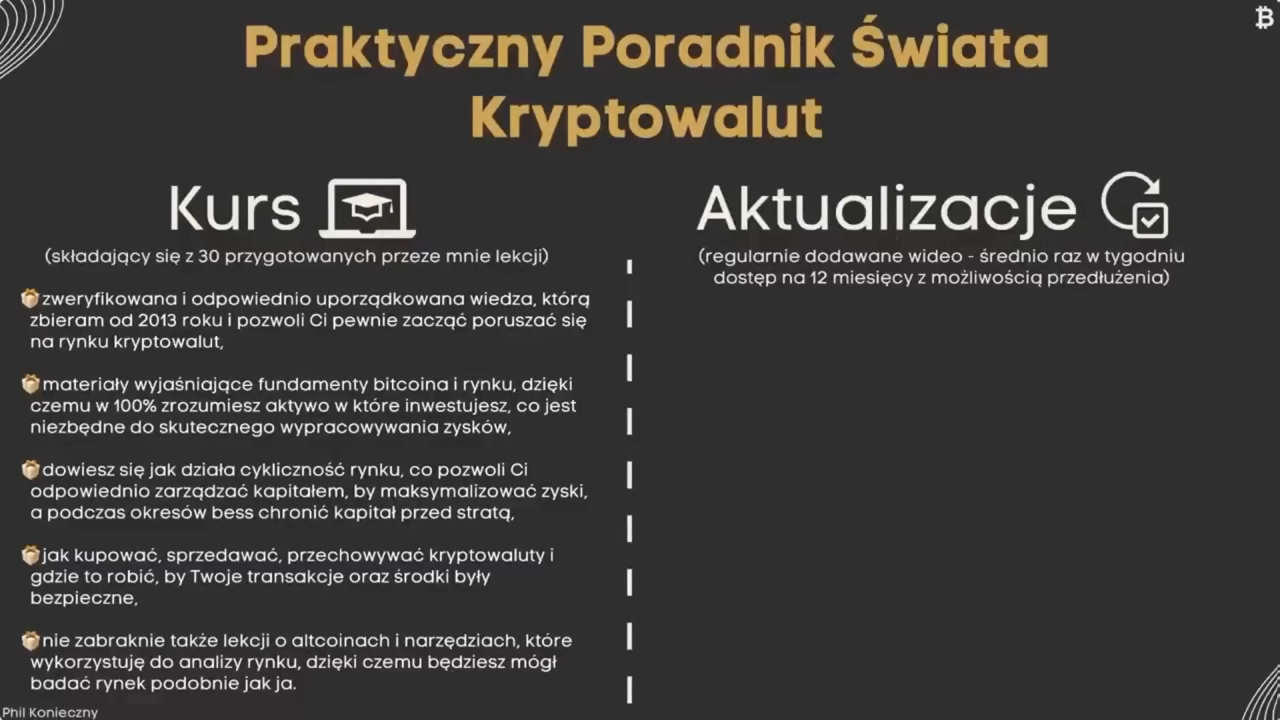 Praktyczny Poradnik Świata
Kryptowalut
Kurs
(składający się z 30 przygotowanych przeze mnie lekcji)
zweryfikowana i odpowiednio uporządkowana wiedza, którą
zbieram od 2013 roku i pozwoli Ci pewnie zacząć poruszać się
na rynku kryptowalut,
materiały wyjaśniające fundamenty bitcoina i rynku, dzięki
czemu w 100% zrozumiesz aktywo w które inwestujesz, co jest
niezbędne do skutecznego wypracowywania zysków,
dowiesz się jak działa cykliczność rynku, co pozwoli Ci
odpowiednio zarządzać kapitałem, by maksymalizować zyski,
a podczas okresów bess chronić kapitał przed stratą,
jak kupować, sprzedawać, przechowywać kryptowaluty i
gdzie to robić, by Twoje transakcje oraz środki były
bezpieczne,
nie zabraknie także lekcji o altcoinach i narzędziach, które
wykorzystuję do analizy rynku, dzięki czemu będziesz mógł
badać rynek podobnie jak ja.
Aktualizacje
(regularnie dodawane wideo - średnio raz w tygodniu
dostęp na 12 miesięcy z możliwością przedłużenia)
Phil Konieczny